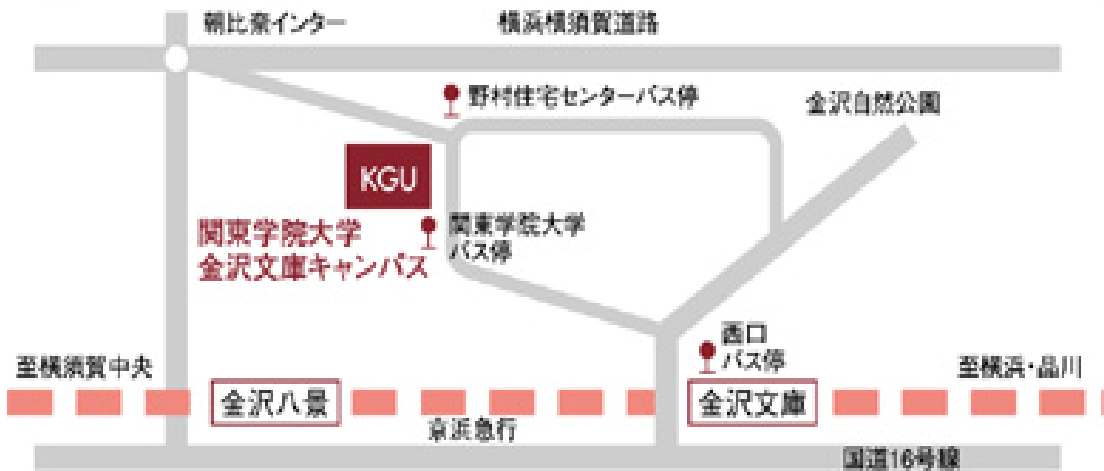 朝比奈インター
横浜横須賀道路
野村住宅センターバス停
金沢自然公園
KGU
関東学院大学
金沢文庫キャンパス
関東学院大学
バス停
西口
バス停
至横須賀中央
至横浜・品川
金沢八景
金沢文庫
京浜急行
国道16号線